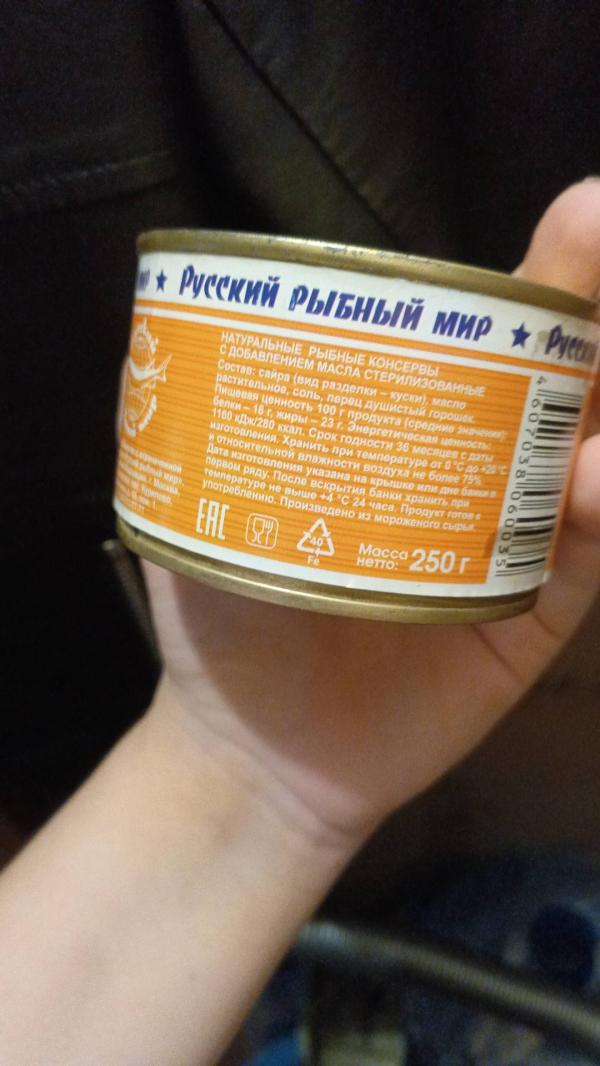 Русский рыбный мир
НАТУРАЛЬНЫЕ РЫБНЫЕ КОНСЕРВЫ
С ДОБАВЛЕНИЕМ МАСЛА СТЕРИЛИЗОВАННЫЕ
Состав: сайра (вид разделки – куски), масло
растительное, соль, перец душистый горошек.
Пищевая ценность 100 г продукта (средние значения):
белки – 18 г, жиры – 23 г. Энергетическая ценность:
1160 кДж/280 ккал. Срок годности 36 месяцев с даты
изготовления. Хранить при температуре от 0 °С до +20 °С
и относительной влажности воздуха не более 75%
Дата изготовления указана на крышке или дне банки в
первом ряду. После вскрытия банки хранить при
температуре не выше +4 °С 24 часа. Продукт готов к
употреблению. Произведено из мороженого сырья.
EAC
40
Fe
Масса
нетто: 250 г
4 607038 060035
Русский